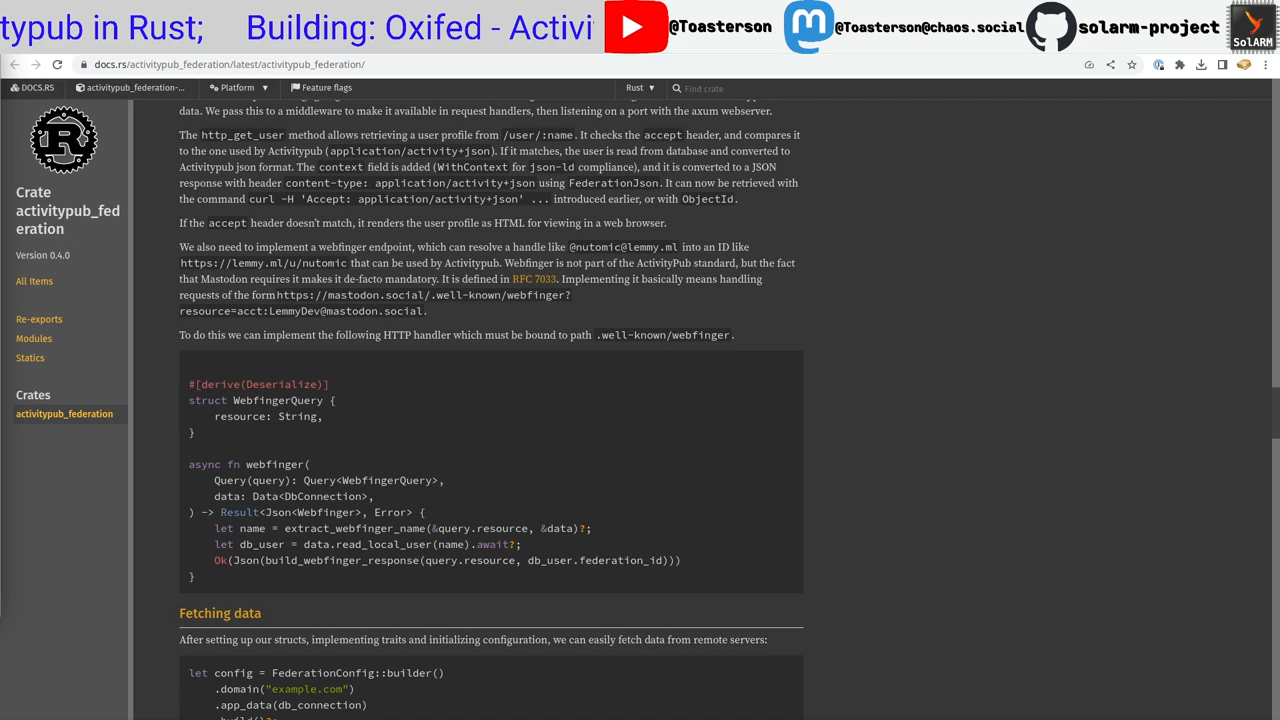 typub in Rust;      Building: Oxifed - Activi
@Toasterson
@Toasterson@chaos.social
solarm-project
SolARM
docs.rs/activitypub_federation/latest/activitypub_federation/
DOCS.RS
activitypub_federation-...
Platform
Feature flags
Rust
Find crate
Crate
activitypub_fed
eration
Version 0.4.0
All Items
Re-exports
Modules
Statics
Crates
activitypub_federation
data. We pass this to a middleware to make it available in request handlers, then listening on a port with the axum webserver.
The http_get_user method allows retrieving a user profile from /user/:name. It checks the accept header, and compares it
to the one used by Activitypub (application/activity+json). If it matches, the user is read from database and converted to
Activitypub json format. The context field is added (WithContext for json-ld compliance), and it is converted to a JSON
response with header content-type: application/activity+json using FederationJson. It can now be retrieved with
the command curl -H 'Accept: application/activity+json' ... introduced earlier, or with ObjectId.
If the accept header doesn't match, it renders the user profile as HTML for viewing in a web browser.
We also need to implement a webfinger endpoint, which can resolve a handle like @nutomic@lemmy.ml into an ID like
https://lemmy.ml/u/nutomic that can be used by Activitypub. Webfinger is not part of the ActivityPub standard, but the fact
that Mastodon requires it makes it de-facto mandatory. It is defined in RFC 7033. Implementing it basically means handling
requests of the form https://mastodon.social/.well-known/webfinger?
resource=acct:LemmyDev@mastodon.social.
To do this we can implement the following HTTP handler which must be bound to path .well-known/webfinger.
#[derive(Deserialize)]
struct WebfingerQuery {
    resource: String,
}
async fn webfinger(
    Query(query): Query<WebfingerQuery>,
    data: Data<DbConnection>,
) -> Result<Json<Webfinger>, Error> {
    let name = extract_webfinger_name(&query.resource, &data)?;
    let db_user = data.read_local_user(name).await?;
    Ok(Json(build_webfinger_response(query.resource, db_user.federation_id)))
}
Fetching data
After setting up our structs, implementing traits and initializing configuration, we can easily fetch data from remote servers:
let config = FederationConfig::builder()
    .domain("example.com")
    .app_data(db_connection)